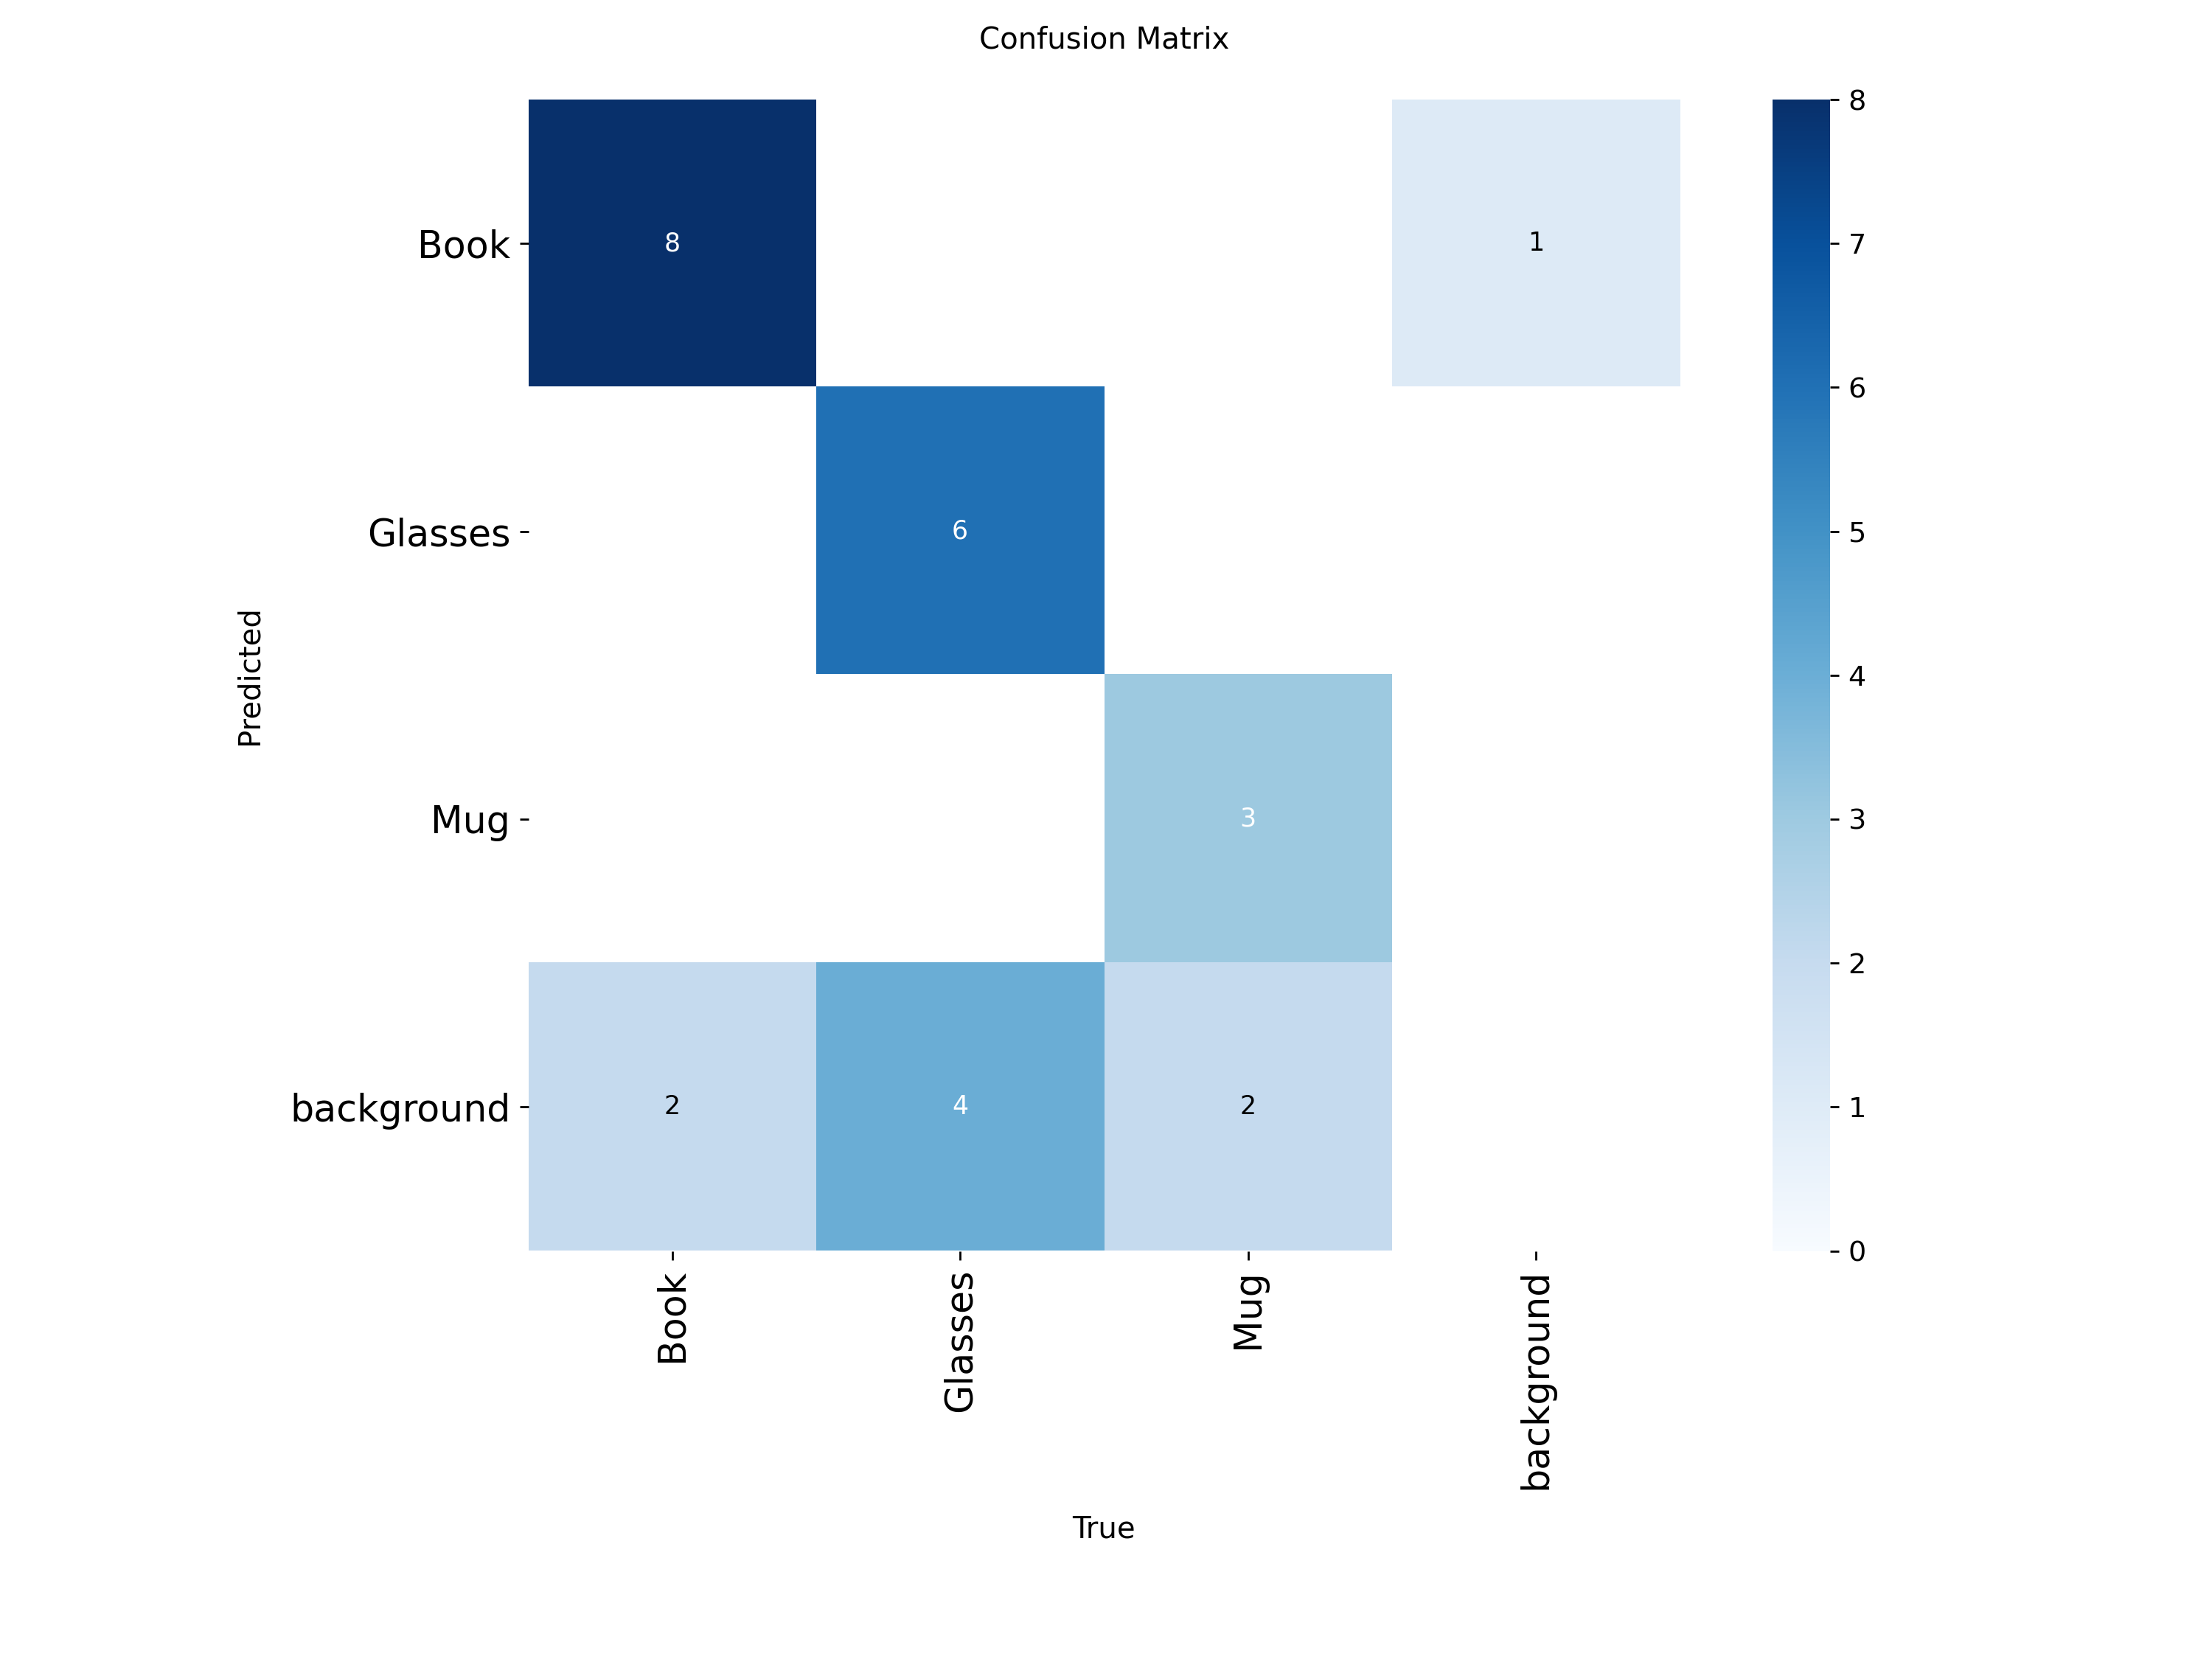 Confusion Matrix
Book
8
1
8
7
6
5
4
3
2
1
0
Glasses
6
Predicted
Mug
3
background
2
4
2
Book
Glasses
Mug
background
True